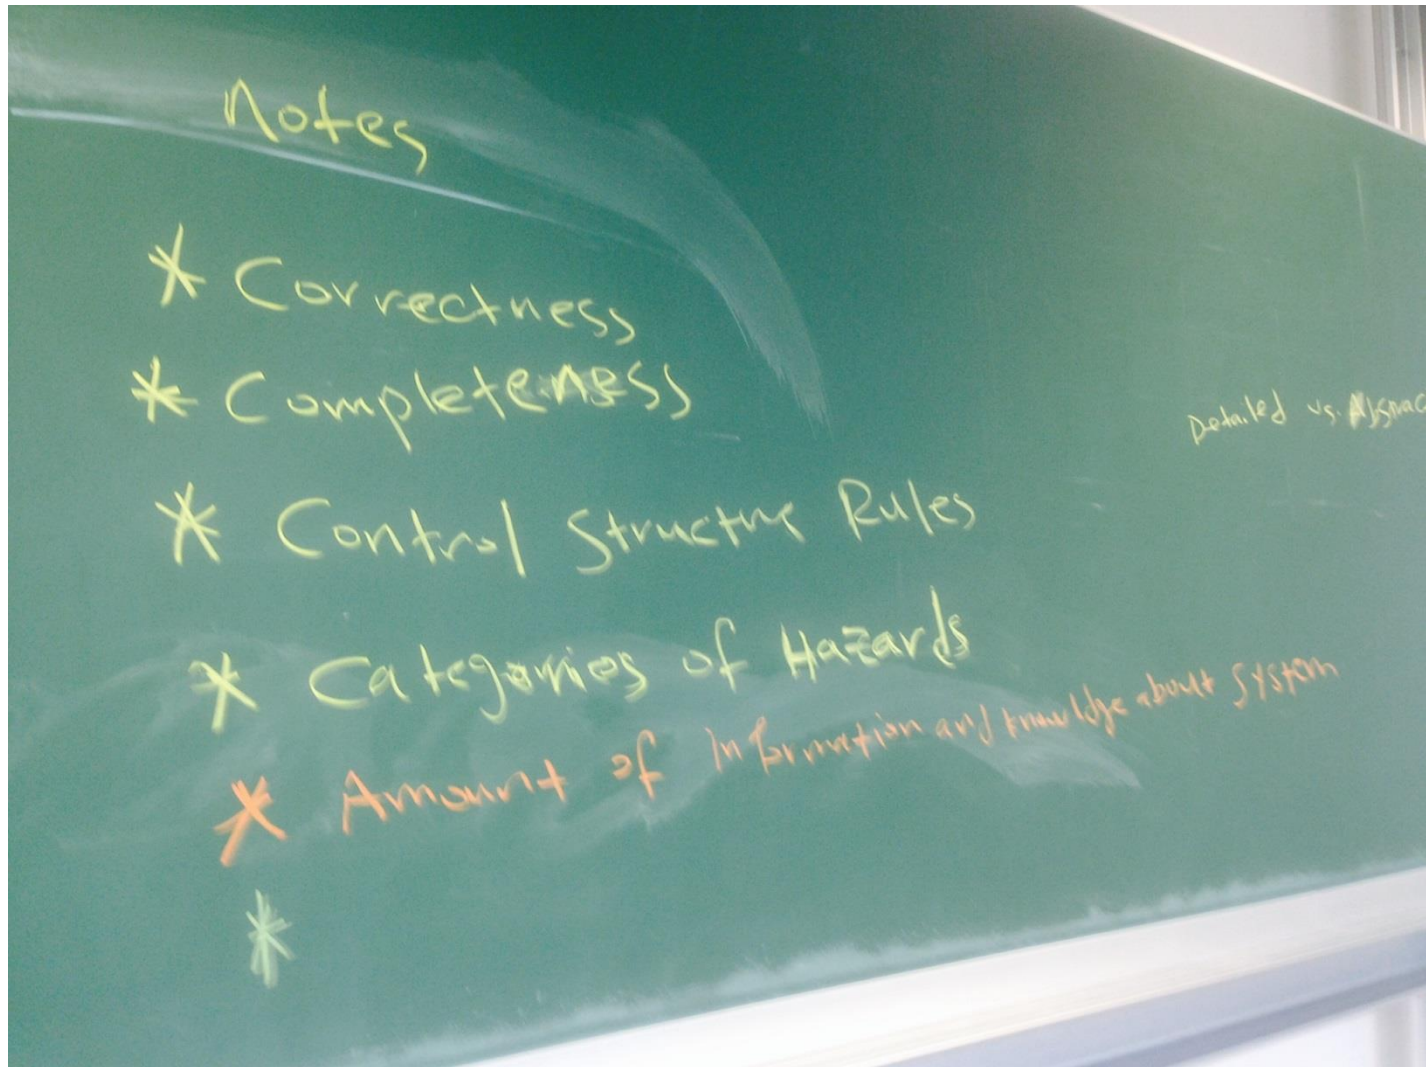 Notes
* Correctness
* Completeness
Detailed vs.
* Control Structure Rules
* Categories of Hazards
* Amount of Information and knowledge about System
*